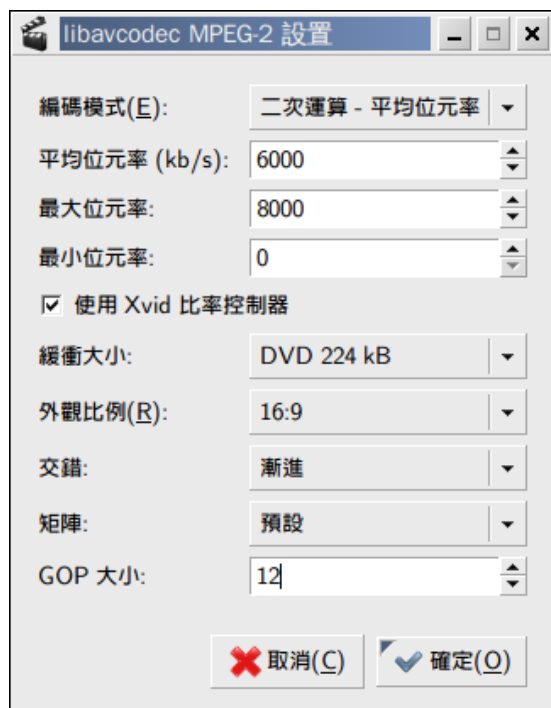 libavcodec MPEG-2 設置
編碼模式(E): 二次運算 - 平均位元率
平均位元率 (kb/s): 6000
最大位元率: 8000
最小位元率: 0
使用 Xvid 比率控制器
緩衝大小: DVD 224 kB
外觀比例(R): 16:9
交錯: 漸進
矩陣: 預設
GOP 大小: 12
取消(C) 確定(O)